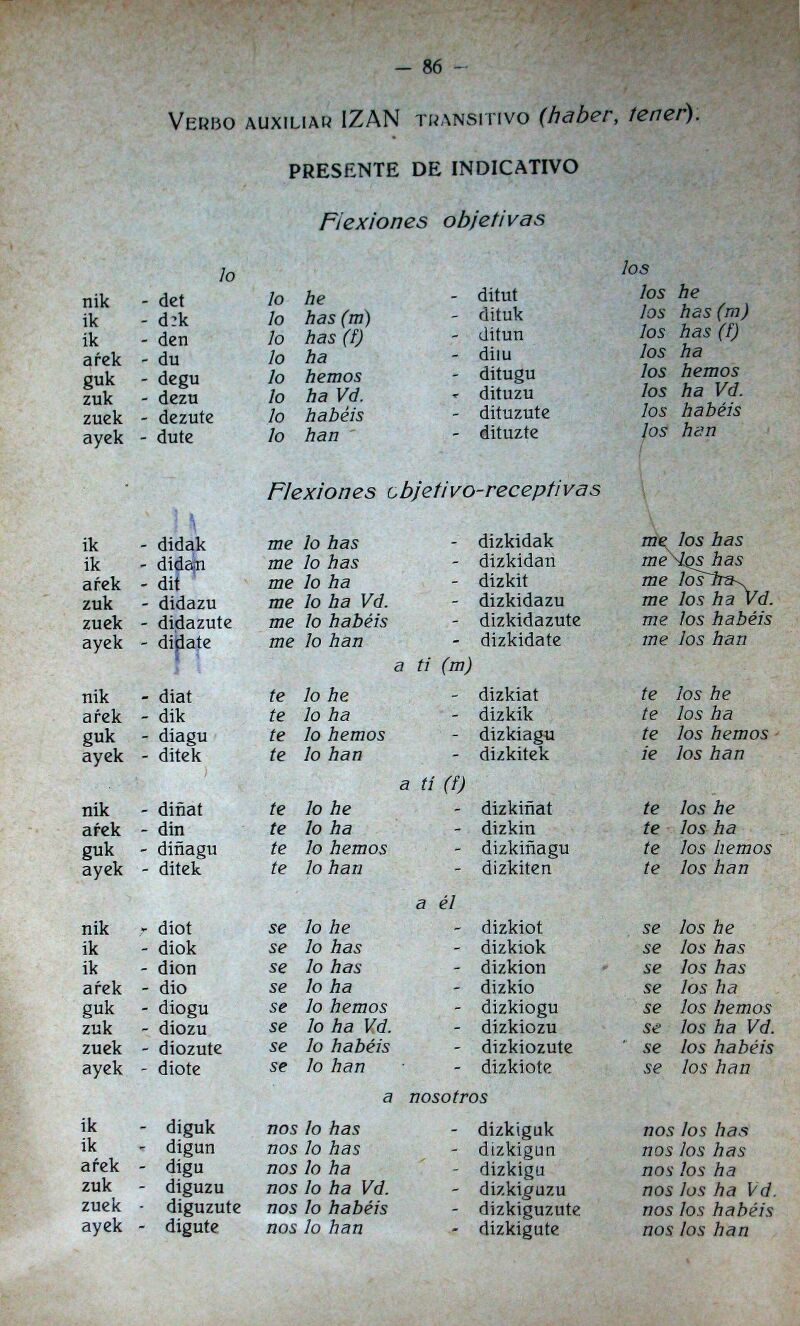 — 86 —
VERBO AUXILIAR IZAN TRANSITIVO (haber, tener).
PRESENTE DE INDICATIVO
Flexiones objetivas
lo los
nik - det lo he - ditut los he
ik - dek lo has (m) - dituk los has (m)
ik - den lo has (f) - ditun los has (f)
aŕek - du lo ha - ditu los ha
guk - degu lo hemos - ditugu los hemos
zuk - dezu lo ha Vd. - dituzu los ha Vd.
zuek - dezute lo habéis - dituzute los habéis
ayek - dute lo han - dituzte los han
Flexiones objetivo-receptivas
ik - didak me lo has - dizkidak me los has
ik - didan me lo has - dizkidan me los has
aŕek - dit me lo ha - dizkit me los ha
zuk - didazu me lo ha Vd. - dizkidazu me los ha Vd.
zuek - didazute me lo habéis - dizkidazute me los habéis
ayek - didate me lo han - dizkidate me los han
a ti (m)
nik - diat te lo he - dizkiat te los he
aŕek - dik te lo ha - dizkik te los ha
guk - diagu te lo hemos - dizkiagu te los hemos
ayek - ditek te lo han - dizkitek te los han
a tí (f)
nik - diñat te lo he - dizkiñat te los he
aŕek - din te lo ha - dizkin te los ha
guk - diñagu te lo hemos - dizkiñagu te los hemos
ayek - ditek te lo han - dizkiten te los han
a él
nik - diot se lo he - dizkiot se los he
ik - diok se lo has - dizkiok se los has
ik - dion se lo has - dizkion se los has
aŕek - dio se lo ha - dizkio se los ha
guk - diogu se lo hemos - dizkiogu se los hemos
zuk - diozu se lo ha Vd. - dizkiozu se los ha Vd.
zuek - diozute se lo habéis - dizkiozute se los habéis
ayek - diote se lo han - dizkiote se los han
a nosotros
ik - diguk nos lo has - dizkiguk nos los has
ik - digun nos lo has - dizkigun nos los has
aŕek - digu nos lo ha - dizkigu nos los ha
zuk - diguzu nos lo ha Vd. - dizkiguzu nos los ha Vd.
zuek - diguzute nos lo habéis - dizkiguzute nos los habéis
ayek - digute nos lo han - dizkigute nos los han